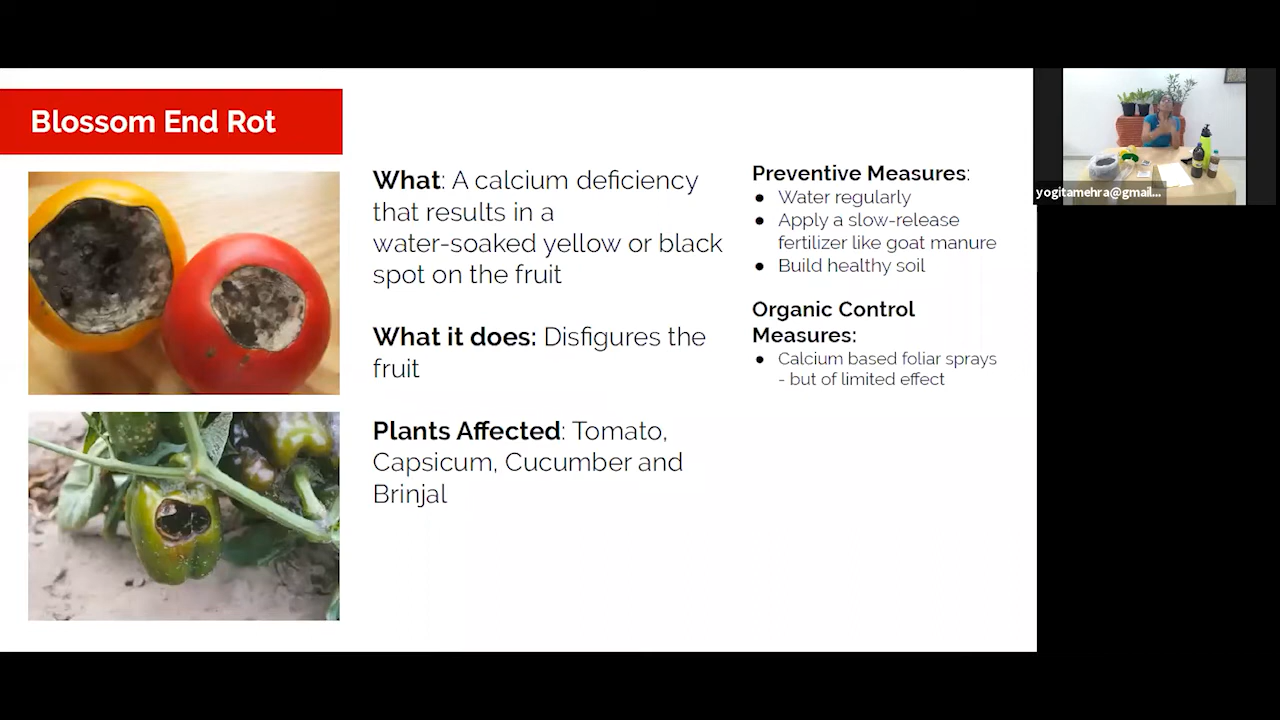 Blossom End Rot
What: A calcium deficiency
that results in a
water-soaked yellow or black
spot on the fruit
What it does: Disfigures the
fruit
Plants Affected: Tomato,
Capsicum, Cucumber and
Brinjal
Preventive Measures:
● Water regularly
● Apply a slow-release
fertilizer like goat manure
● Build healthy soil
Organic Control
Measures:
● Calcium based foliar sprays
- but of limited effect
yogitamehra@gmail...